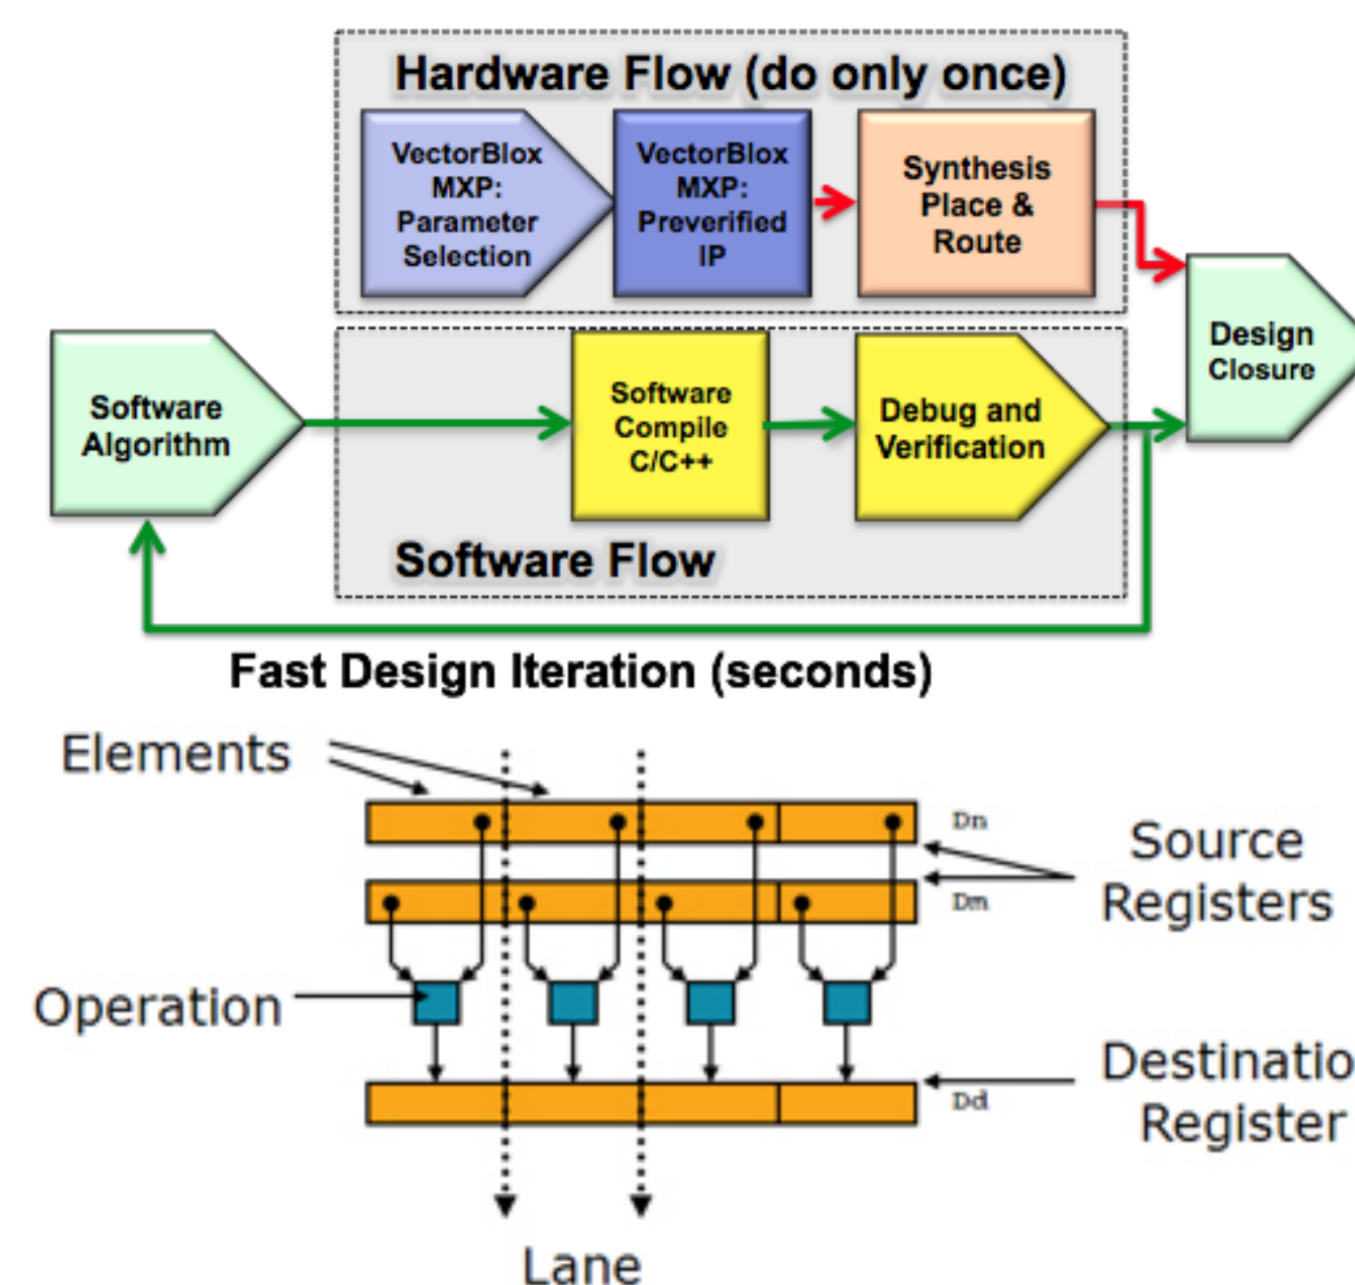 Hardware Flow (do only once)
VectorBlox
MXP:
Parameter
Selection
VectorBlox
MXP:
Preverified
IP
Synthesis
Place &
Route
Design
Closure
Software
Algorithm
Software
Compile
C/C++
Debug and
Verification
Software Flow
Fast Design Iteration (seconds)
Elements
Dn
Source
Registers
Dm
Operation
Destinatio
Register
Dd
Lane